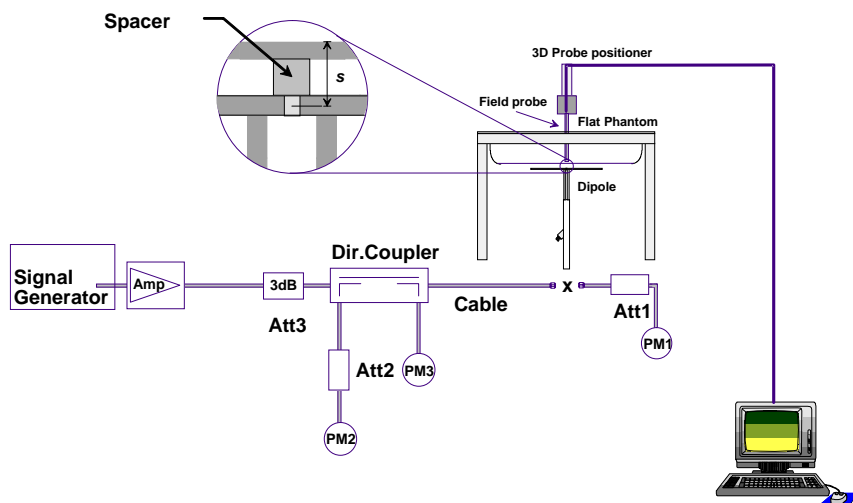 Spacer
s
3D Probe positioner
Field probe
Flat Phantom
Dipole
Dir.Coupler
Signal
Generator
Amp
3dB
Cable
x
Att3
Att1
PM1
Att2
PM3
PM2